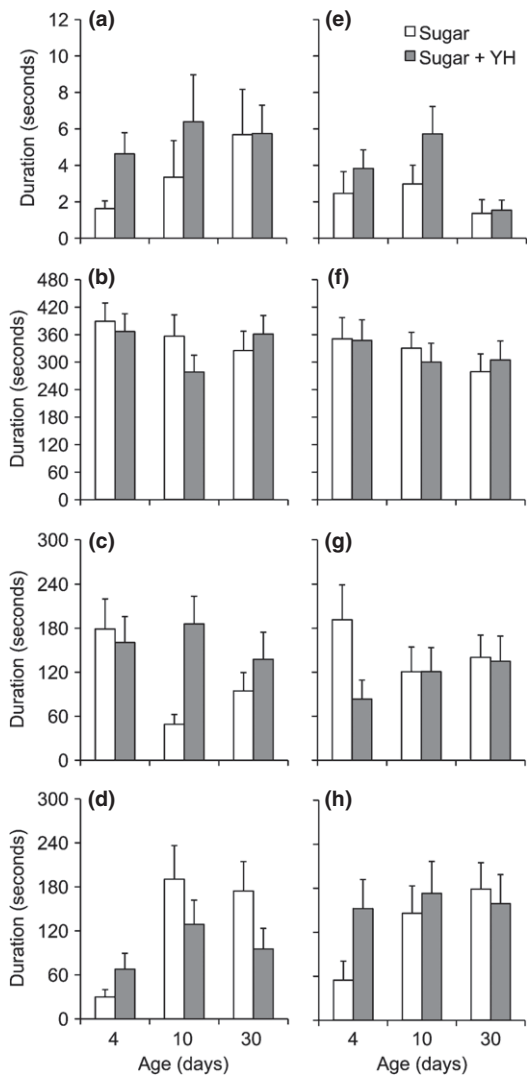 (a)
(e)
Sugar
Sugar + YH
Duration (seconds)
12
10
8
6
4
2
0
(b)
(f)
Duration (seconds)
480
420
360
300
240
180
120
60
0
(c)
(g)
Duration (seconds)
300
240
180
120
60
0
(d)
(h)
Duration (seconds)
300
240
180
120
60
0
4 10 30 4 10 30
Age (days) Age (days)